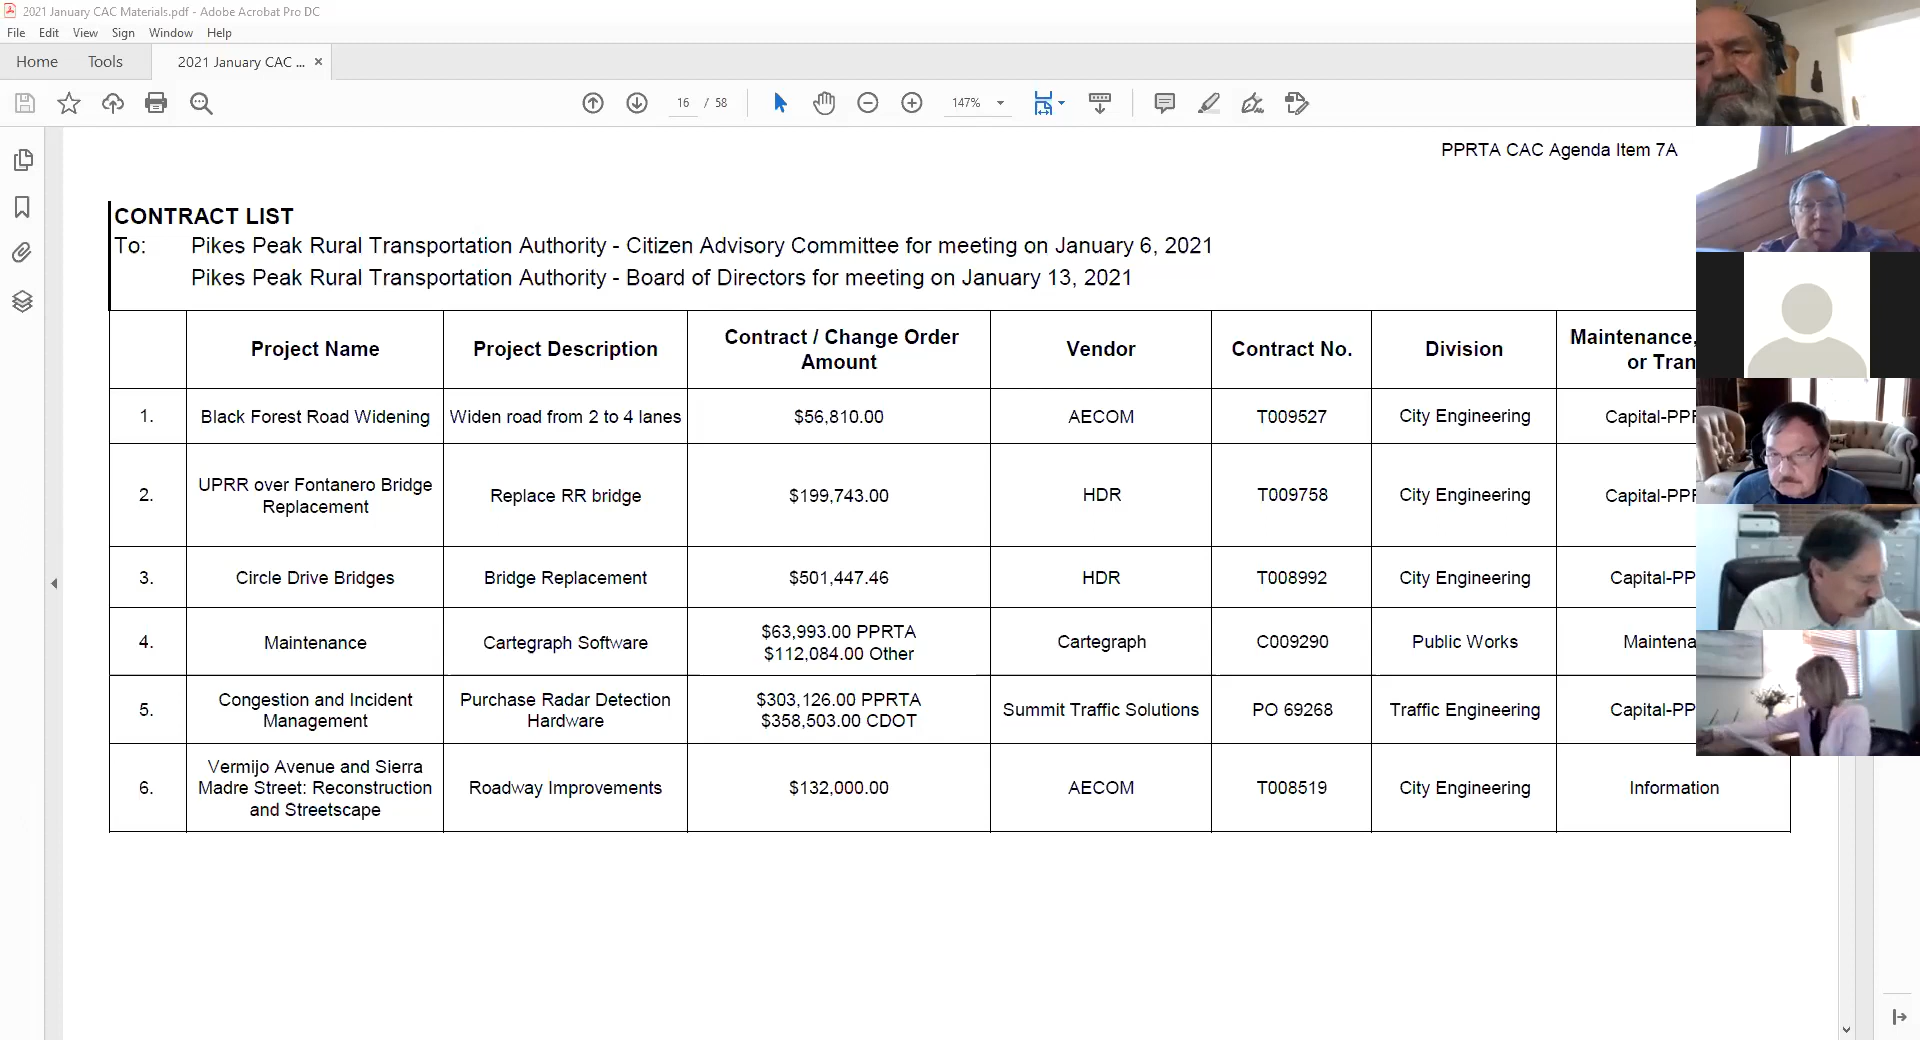 2021 January CAC Materials.pdf - Adobe Acrobat Pro DC
File Edit View Sign Window Help
Home Tools 2021 January CAC ... ×
16 / 58 147%
PPRTA CAC Agenda Item 7A
CONTRACT LIST
To: Pikes Peak Rural Transportation Authority - Citizen Advisory Committee for meeting on January 6, 2021
Pikes Peak Rural Transportation Authority - Board of Directors for meeting on January 13, 2021
Project Name Project Description Contract / Change Order Amount Vendor Contract No. Division Maintenance, or Tran
1. Black Forest Road Widening Widen road from 2 to 4 lanes $56,810.00 AECOM T009527 City Engineering Capital-PPR
2. UPRR over Fontanero Bridge Replacement Replace RR bridge $199,743.00 HDR T009758 City Engineering Capital-PPR
3. Circle Drive Bridges Bridge Replacement $501,447.46 HDR T008992 City Engineering Capital-PP
4. Maintenance Cartegraph Software $63,993.00 PPRTA $112,084.00 Other Cartegraph C009290 Public Works Maintena
5. Congestion and Incident Management Purchase Radar Detection Hardware $303,126.00 PPRTA $358,503.00 CDOT Summit Traffic Solutions PO 69268 Traffic Engineering Capital-PP
6. Vermijo Avenue and Sierra Madre Street: Reconstruction and Streetscape Roadway Improvements $132,000.00 AECOM T008519 City Engineering Information